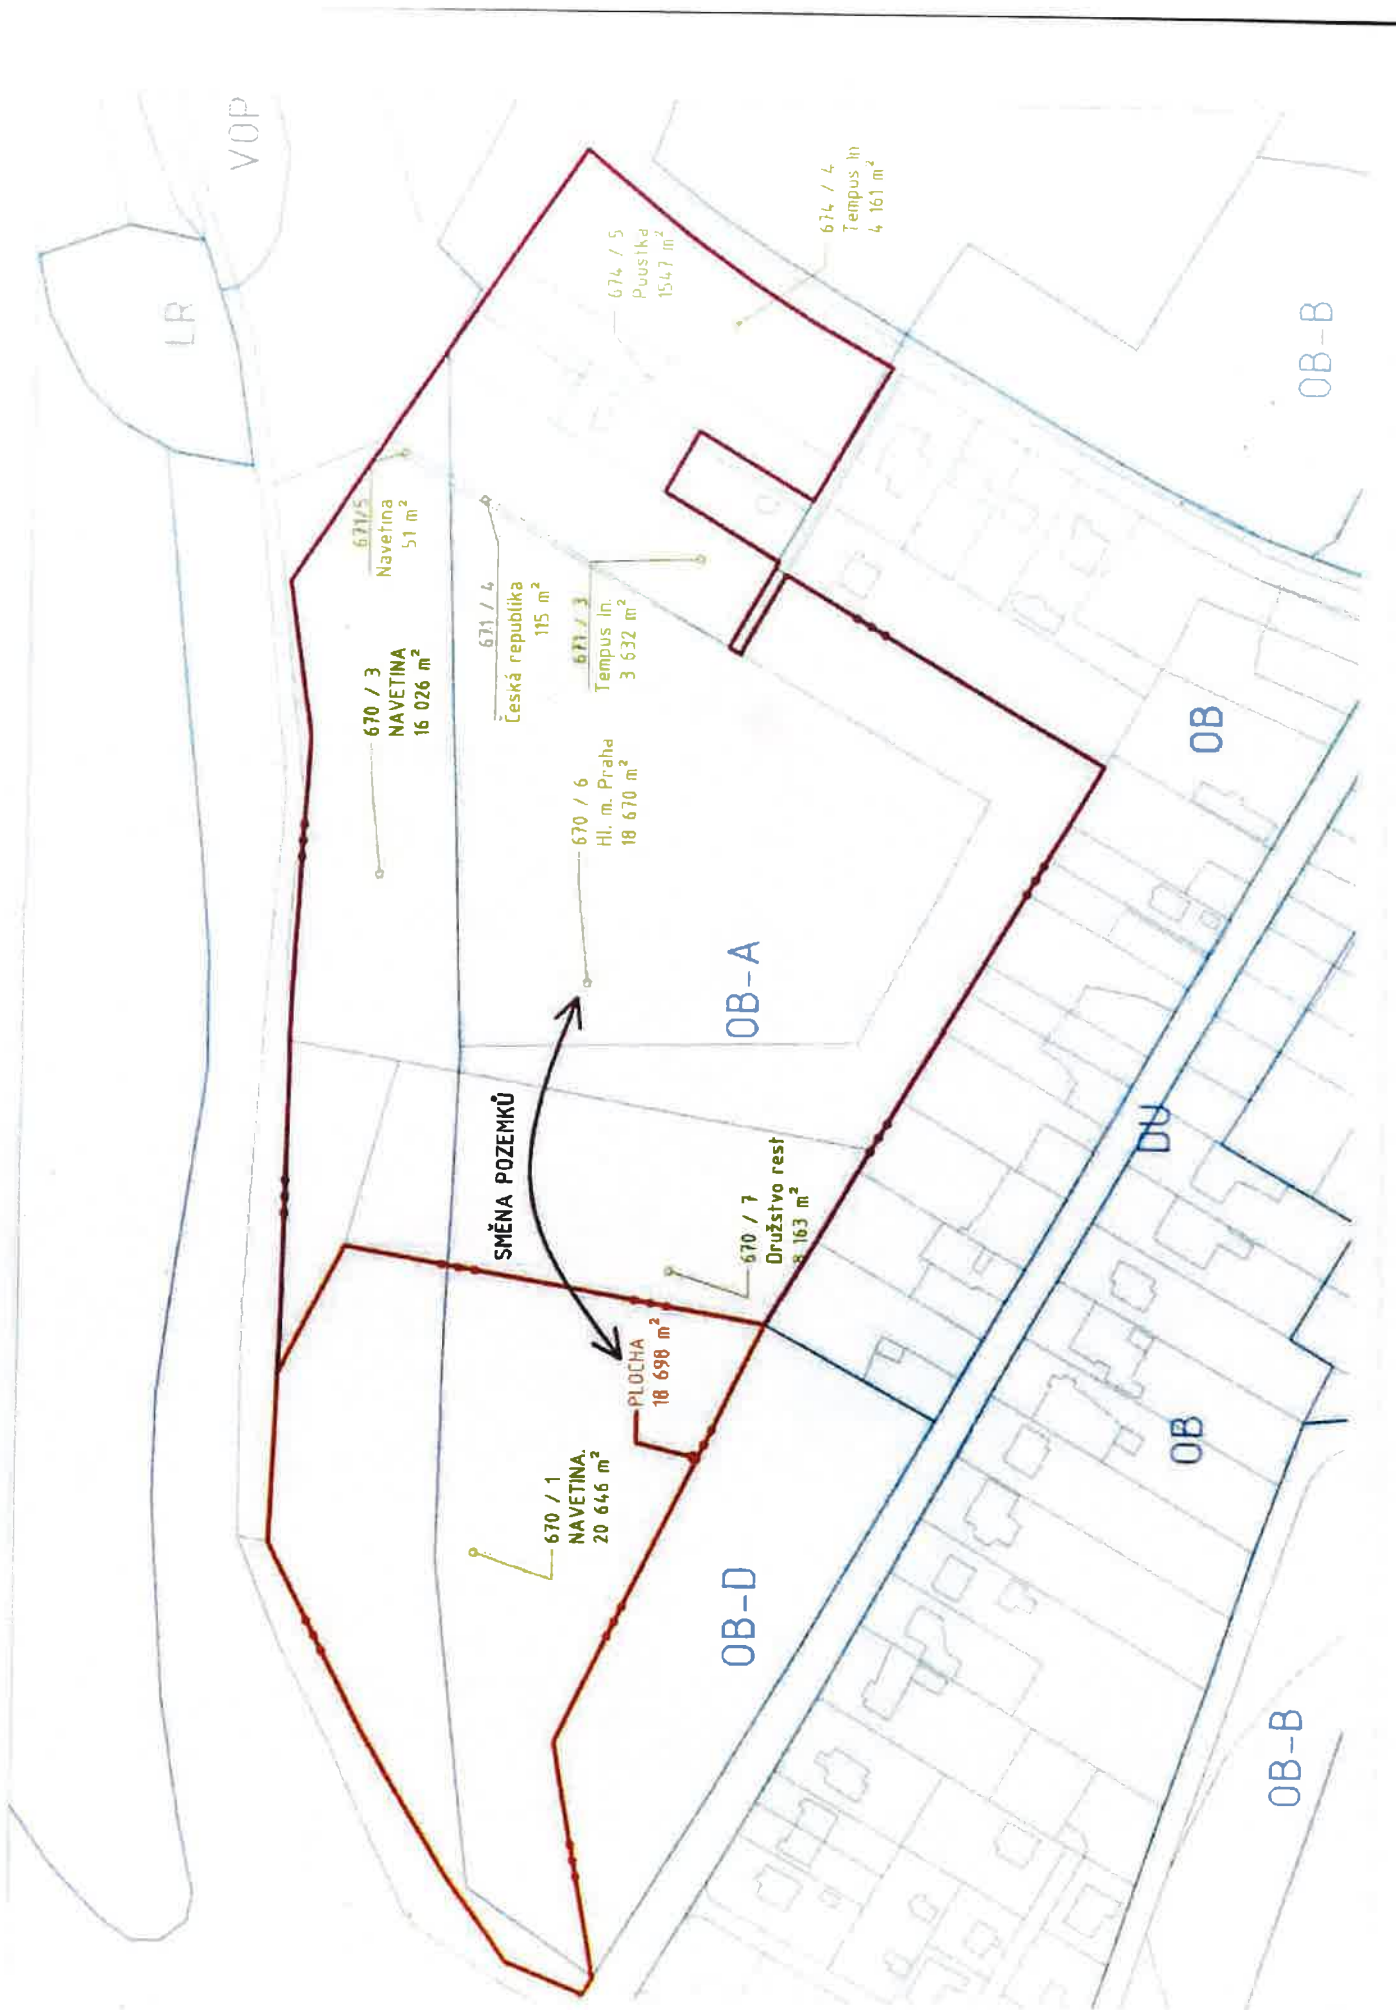 VOP
LR
674 / 4
Tempus In
4 161 m²
674 / 5
Puustka
1547 m²
OB-B
671/5
Navetina
51 m²
671 / 4
Česká republika
115 m²
671 / 3
Tempus In.
3 632 m²
670 / 3
NAVETINA
16 026 m²
670 / 6
Hl. m. Praha
18 670 m²
OB
OB-A
SMĚNA POZEMKŮ
DU
670 / 7
Družstvo rest
8 163 m²
PLOCHA
18 698 m²
670 / 1
NAVETINA.
20 646 m²
OB
OB-D
OB-B